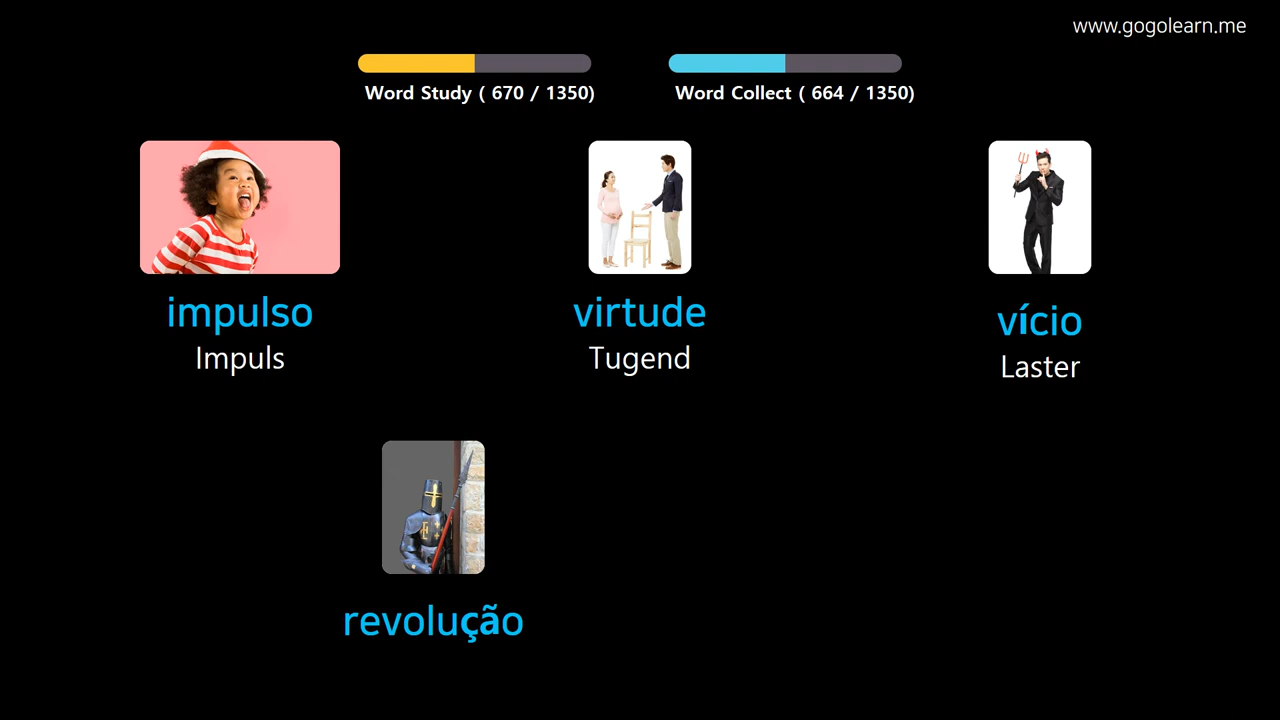 www.gogolearn.me
Word Study ( 670 / 1350)
Word Collect ( 664 / 1350)
impulso
Impuls
virtude
Tugend
vício
Laster
revolução